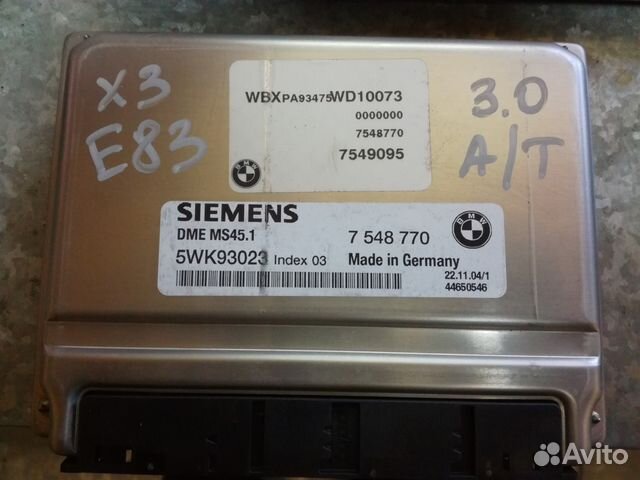 X3
E83
WBXPA93475WD10073
0000000
7548770
7549095
3.0
A/T
SIEMENS
DME MS45.1
7 548 770
BMW
5WK93023 Index 03
Made in Germany
22.11.04/1
44650546
Avito